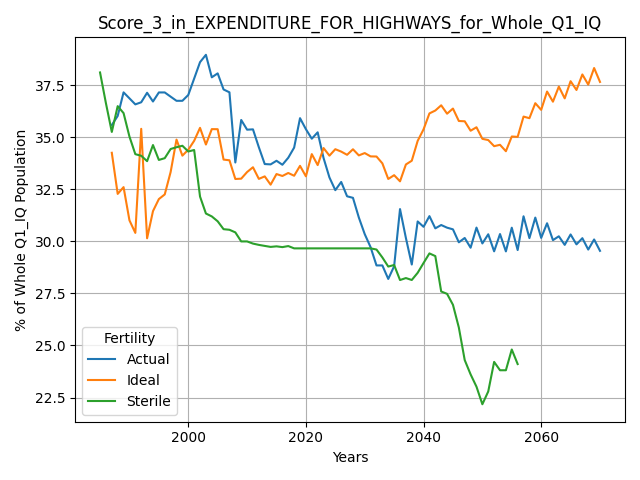 Score_3_in_EXPENDITURE_FOR_HIGHWAYS_for_Whole_Q1_IQ
% of Whole Q1_IQ Population
37.5
35.0
32.5
30.0
27.5
25.0
22.5
Fertility
Actual
Ideal
Sterile
2000 2020 2040 2060
Years